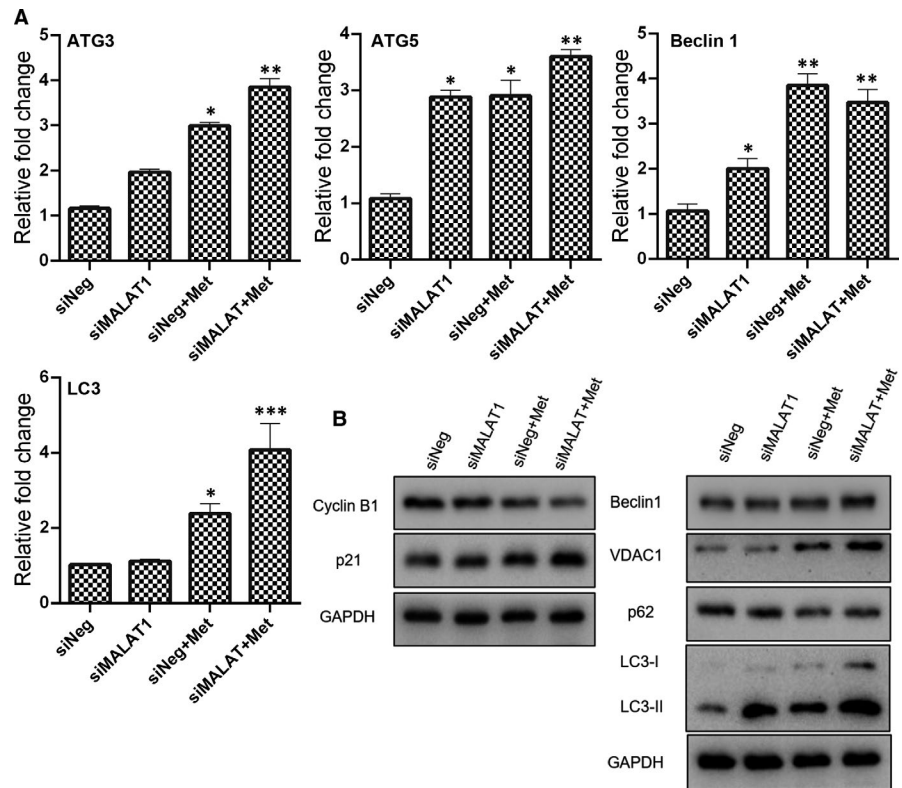 A
ATG3
Relative fold change
5
4
3
2
1
0
*
**
siNeg
siMALAT1
siNeg+Met
siMALAT+Met
ATG5
Relative fold change
4
3
2
1
0
*
*
**
siNeg
siMALAT1
siNeg+Met
siMALAT+Met
Beclin 1
Relative fold change
5
4
3
2
1
0
*
**
**
siNeg
siMALAT1
siNeg+Met
siMALAT+Met
LC3
Relative fold change
6
4
2
0
*
***
siNeg
siMALAT1
siNeg+Met
siMALAT+Met
B
siNeg
siMALAT1
siNeg+Met
siMALAT+Met
Cyclin B1
p21
GAPDH
siNeg
siMALAT1
siNeg+Met
siMALAT+Met
Beclin1
VDAC1
p62
LC3-I
LC3-II
GAPDH